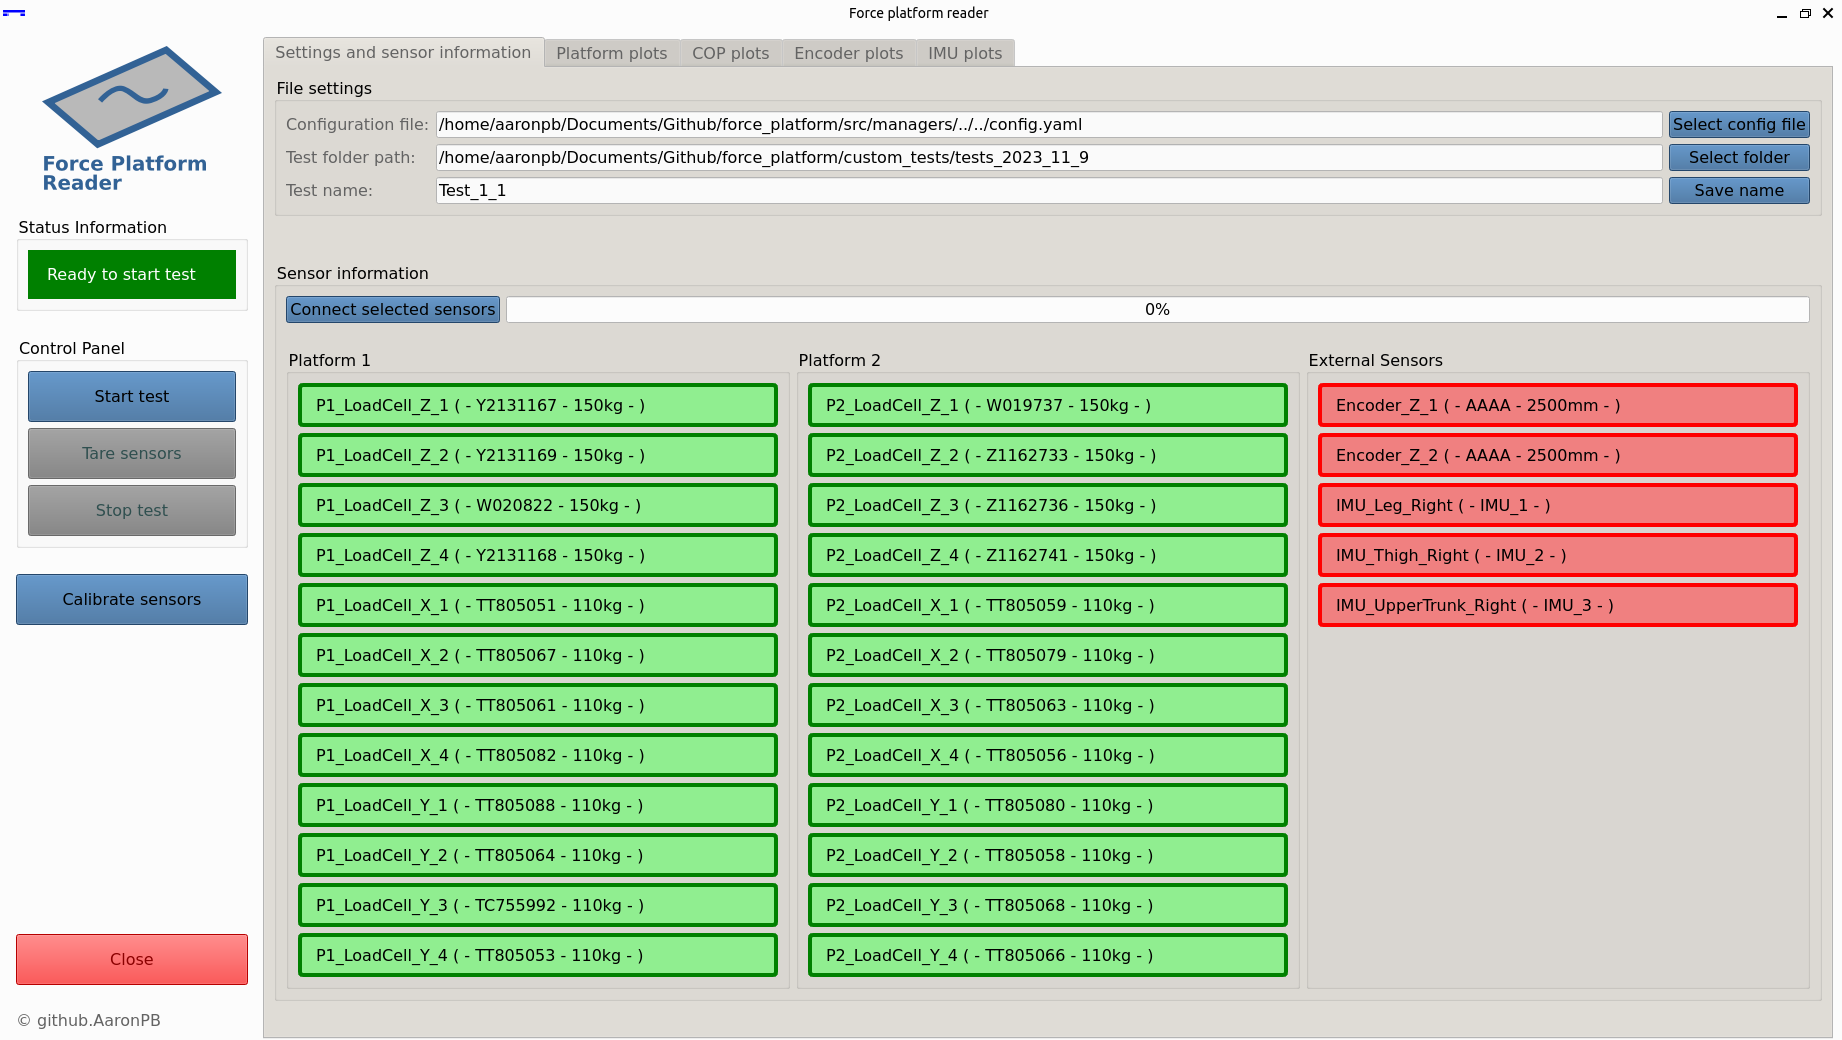 Force platform reader
Force Platform
Reader
Status Information
Ready to start test
Control Panel
Start test
Tare sensors
Stop test
Calibrate sensors
Close
© github.AaronPB
Settings and sensor information
Platform plots
COP plots
Encoder plots
IMU plots
File settings
Configuration file: /home/aaronpb/Documents/Github/force_platform/src/managers/../../config.yaml Select config file
Test folder path: /home/aaronpb/Documents/Github/force_platform/custom_tests/tests_2023_11_9 Select folder
Test name: Test_1_1 Save name
Sensor information
Connect selected sensors 0%
Platform 1
P1_LoadCell_Z_1 ( - Y2131167 - 150kg - )
P1_LoadCell_Z_2 ( - Y2131169 - 150kg - )
P1_LoadCell_Z_3 ( - W020822 - 150kg - )
P1_LoadCell_Z_4 ( - Y2131168 - 150kg - )
P1_LoadCell_X_1 ( - TT805051 - 110kg - )
P1_LoadCell_X_2 ( - TT805067 - 110kg - )
P1_LoadCell_X_3 ( - TT805061 - 110kg - )
P1_LoadCell_X_4 ( - TT805082 - 110kg - )
P1_LoadCell_Y_1 ( - TT805088 - 110kg - )
P1_LoadCell_Y_2 ( - TT805064 - 110kg - )
P1_LoadCell_Y_3 ( - TC755992 - 110kg - )
P1_LoadCell_Y_4 ( - TT805053 - 110kg - )
Platform 2
P2_LoadCell_Z_1 ( - W019737 - 150kg - )
P2_LoadCell_Z_2 ( - Z1162733 - 150kg - )
P2_LoadCell_Z_3 ( - Z1162736 - 150kg - )
P2_LoadCell_Z_4 ( - Z1162741 - 150kg - )
P2_LoadCell_X_1 ( - TT805059 - 110kg - )
P2_LoadCell_X_2 ( - TT805079 - 110kg - )
P2_LoadCell_X_3 ( - TT805063 - 110kg - )
P2_LoadCell_X_4 ( - TT805056 - 110kg - )
P2_LoadCell_Y_1 ( - TT805080 - 110kg - )
P2_LoadCell_Y_2 ( - TT805058 - 110kg - )
P2_LoadCell_Y_3 ( - TT805068 - 110kg - )
P2_LoadCell_Y_4 ( - TT805066 - 110kg - )
External Sensors
Encoder_Z_1 ( - AAAA - 2500mm - )
Encoder_Z_2 ( - AAAA - 2500mm - )
IMU_Leg_Right ( - IMU_1 - )
IMU_Thigh_Right ( - IMU_2 - )
IMU_UpperTrunk_Right ( - IMU_3 - )